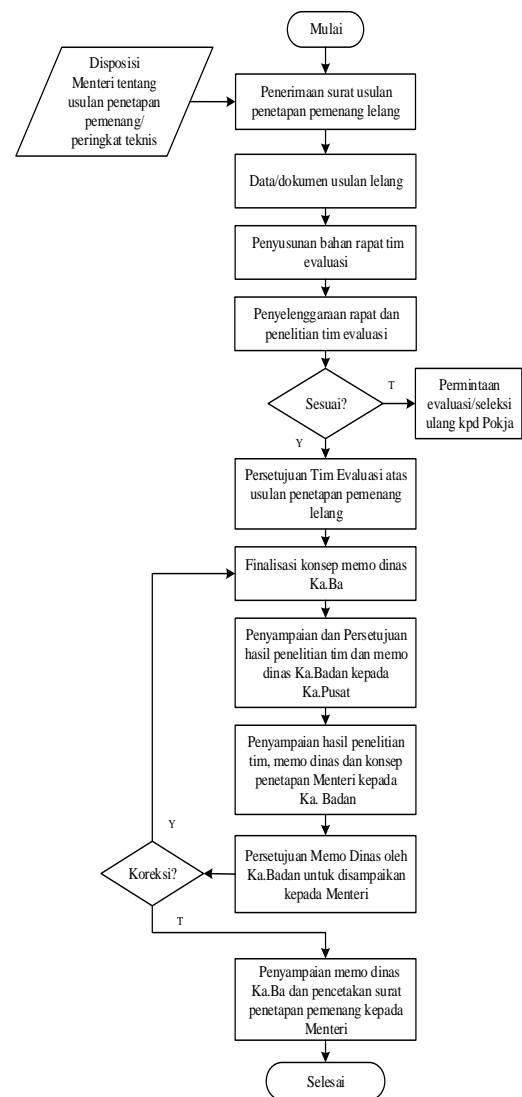 Mulai
Disposisi
Menteri tentang
usulan penetapan
pemenang/
peringkat teknis
Penerimaan surat usulan
penetapan pemenang lelang
Data/dokumen usulan lelang
Penyusunan bahan rapat tim
evaluasi
Penyelenggaraan rapat dan
penelitian tim evaluasi
Sesuai?
T
Permintaan
evaluasi/seleksi
ulang kpd Pokja
Y
Persetujuan Tim Evaluasi atas
usulan penetapan pemenang
lelang
Finalisasi konsep memo dinas
Ka.Ba
Penyampaian dan Persetujuan
hasil penelitian tim dan memo
dinas Ka.Badan kepada
Ka.Pusat
Penyampaian hasil penelitian
tim, memo dinas dan konsep
penetapan Menteri kepada
Ka. Badan
Persetujuan Memo Dinas oleh
Ka.Badan untuk disampaikan
kepada Menteri
Y
Koreksi?
T
Penyampaian memo dinas
Ka.Ba dan pencetakan surat
penetapan pemenang kepada
Menteri
Selesai